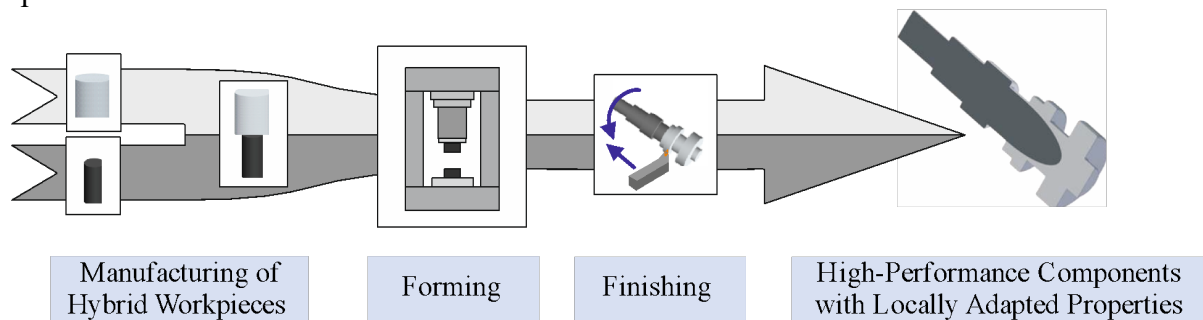 Manufacturing of
Hybrid Workpieces
Forming
Finishing
High-Performance Components
with Locally Adapted Properties